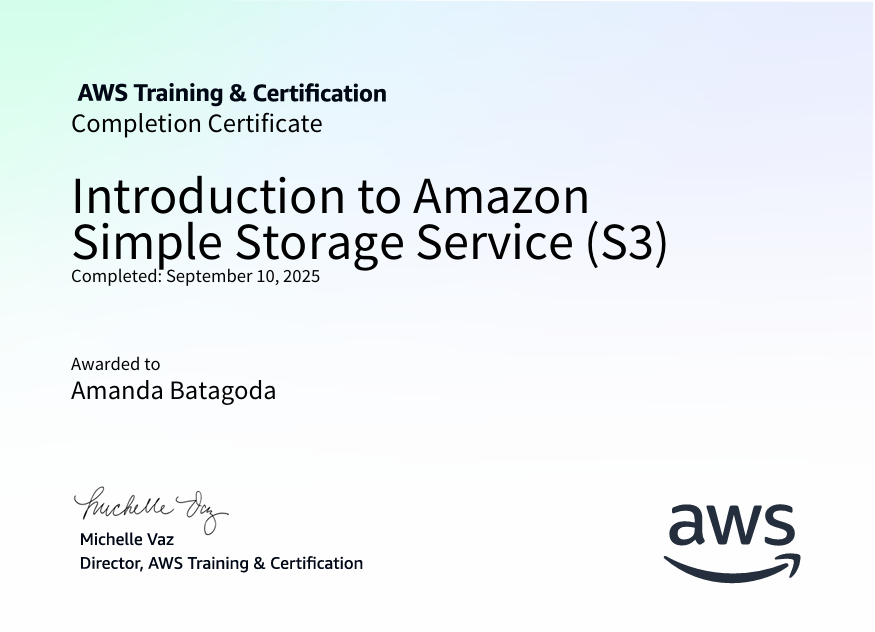 AWS Training & Certification
Completion Certificate
Introduction to Amazon
Simple Storage Service (S3)
Completed: September 10, 2025
Awarded to
Amanda Batagoda
Michelle Vaz
Michelle Vaz
Director, AWS Training & Certification
aws